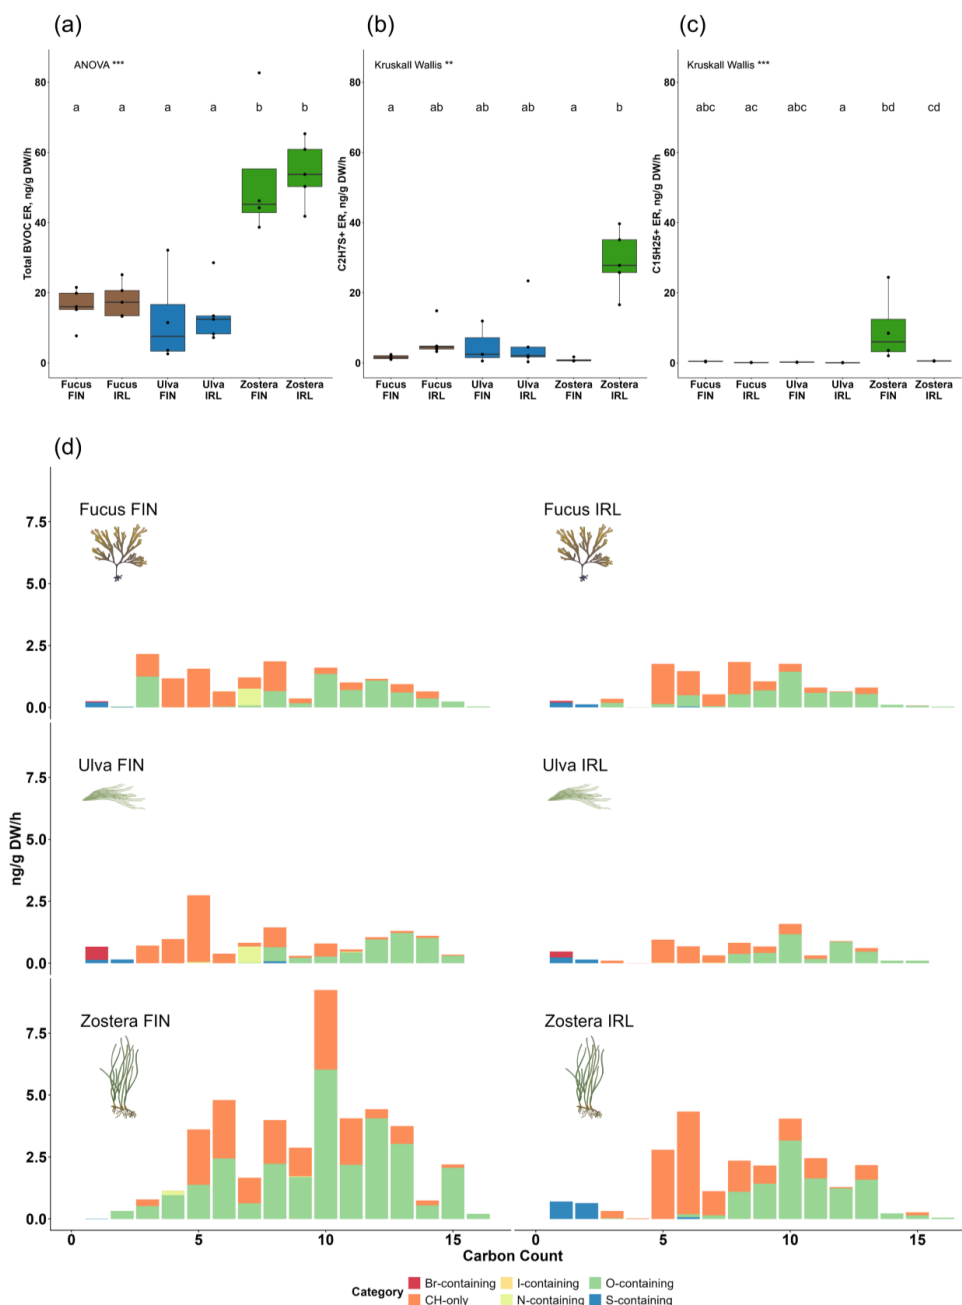 (a)
(b)
(c)
ANOVA ***
Kruskall Wallis **
Kruskall Wallis ***
a a a a b b
a ab ab ab a b
abc ac abc a bd cd
Total BVOC ER, ng/g DW/h
80
60
40
20
0
C2H7S+ ER, ng/g DW/h
80
60
40
20
0
C15H25+ ER, ng/g DW/h
80
60
40
20
0
Fucus Fucus Ulva Ulva Zostera Zostera
FIN IRL FIN IRL FIN IRL
Fucus Fucus Ulva Ulva Zostera Zostera
FIN IRL FIN IRL FIN IRL
Fucus Fucus Ulva Ulva Zostera Zostera
FIN IRL FIN IRL FIN IRL
(d)
Fucus FIN
Fucus IRL
7.5
5.0
2.5
0.0
Ulva FIN
Ulva IRL
7.5
5.0
2.5
0.0
Zostera FIN
Zostera IRL
7.5
5.0
2.5
0.0
ng/g DW/h
0 5 10 15
0 5 10 15
Carbon Count
Category
Br-containing I-containing O-containing
CH-only N-containing S-containing